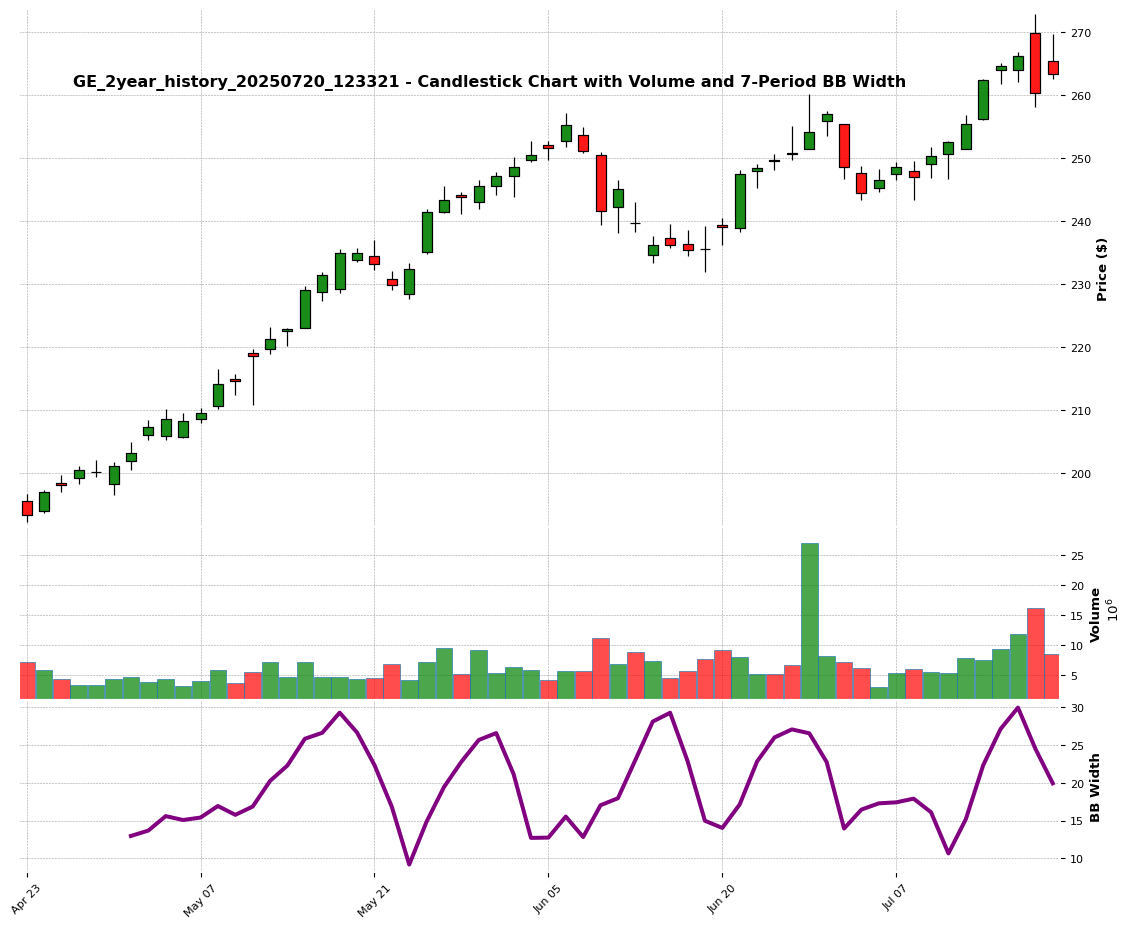 GE_2year_history_20250720_123321 - Candlestick Chart with Volume and 7-Period BB Width
270
260
250
240
230
220
210
200
Price ($)
25
20
15
10
5
Volume
10^6
30
25
20
15
10
BB Width
Apr 23
May 07
May 21
Jun 05
Jun 20
Jul 07